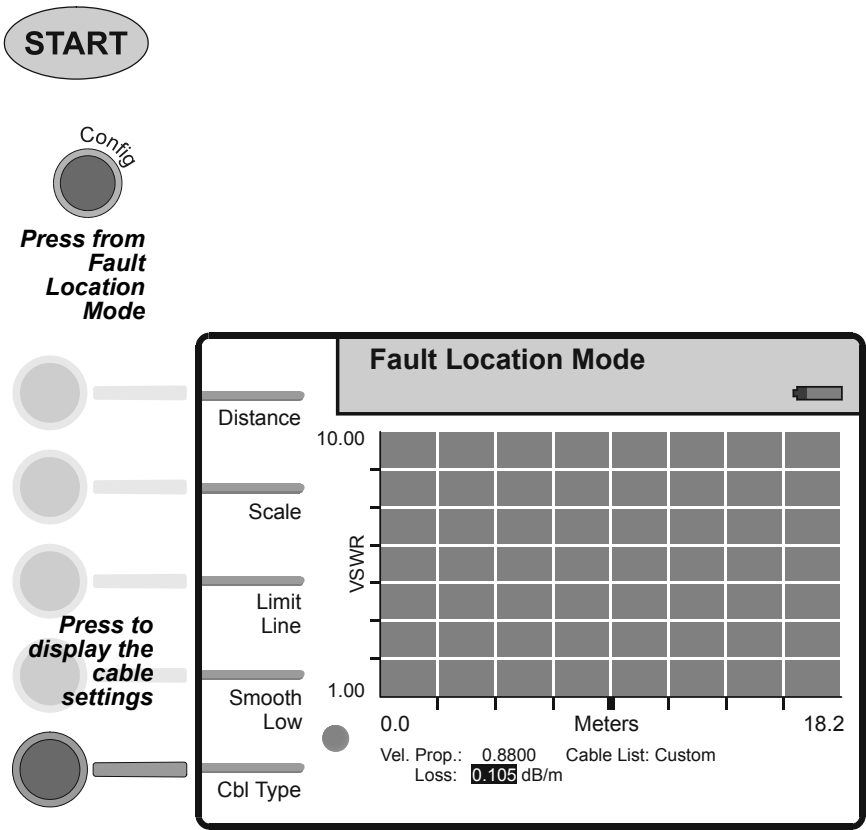 START
Config
Press from
Fault
Location
Mode
Fault Location Mode
Distance
10.00
Scale
VSWR
Limit
Line
Press to
display the
cable
settings
1.00
Smooth
Low
0.0 Meters 18.2
Vel. Prop.: 0.8800 Cable List: Custom
Loss: 0.105 dB/m
Cbl Type